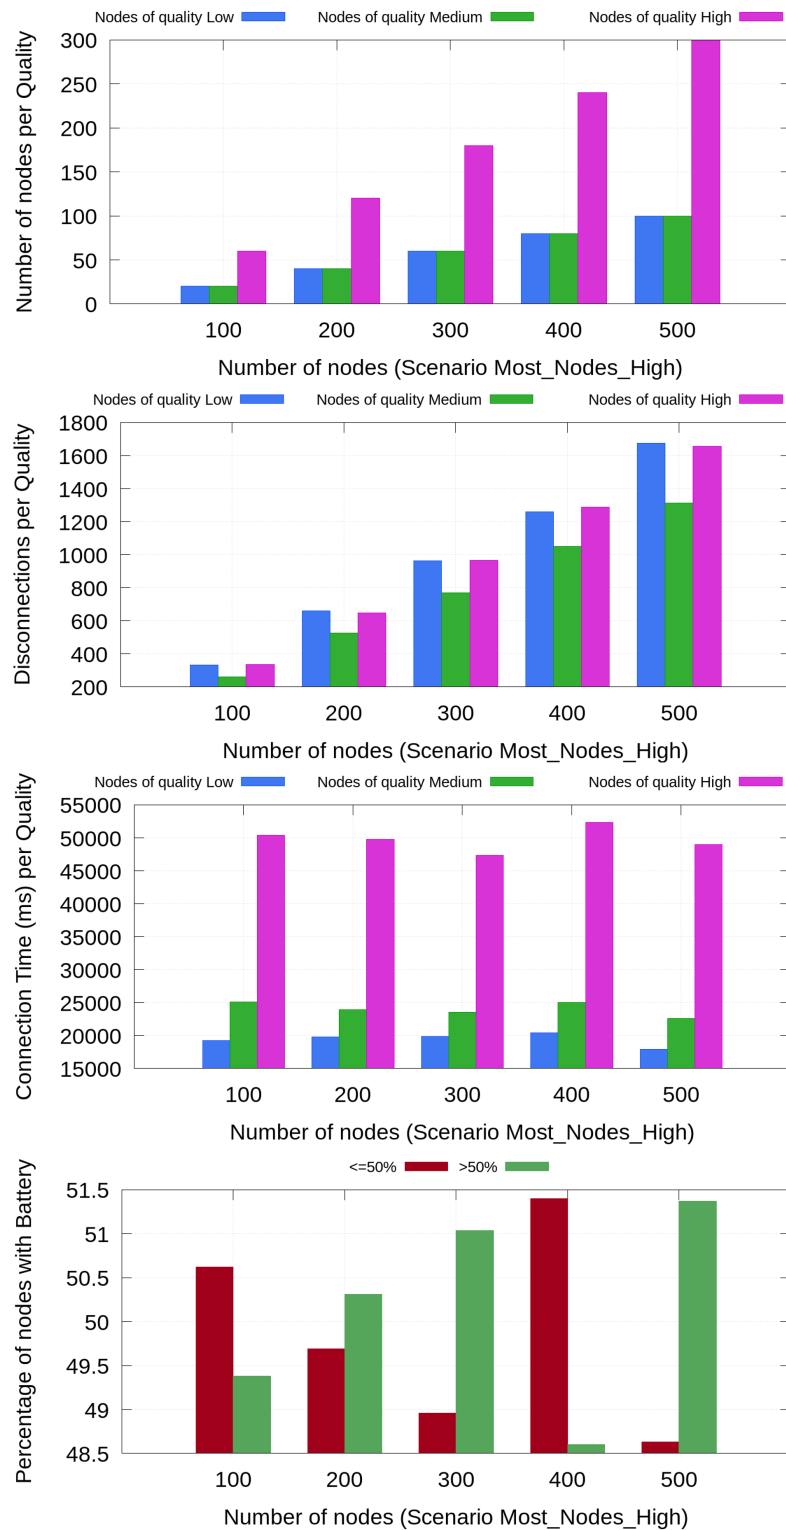 Nodes of quality Low Nodes of quality Medium Nodes of quality High
Number of nodes per Quality
300
250
200
150
100
50
0
100 200 300 400 500
Number of nodes (Scenario Most_Nodes_High)
Nodes of quality Low Nodes of quality Medium Nodes of quality High
Disconnections per Quality
1800
1600
1400
1200
1000
800
600
400
200
100 200 300 400 500
Number of nodes (Scenario Most_Nodes_High)
Nodes of quality Low Nodes of quality Medium Nodes of quality High
Connection Time (ms) per Quality
55000
50000
45000
40000
35000
30000
25000
20000
15000
100 200 300 400 500
Number of nodes (Scenario Most_Nodes_High)
<=50% >50%
Percentage of nodes with Battery
51.5
51
50.5
50
49.5
49
48.5
100 200 300 400 500
Number of nodes (Scenario Most_Nodes_High)